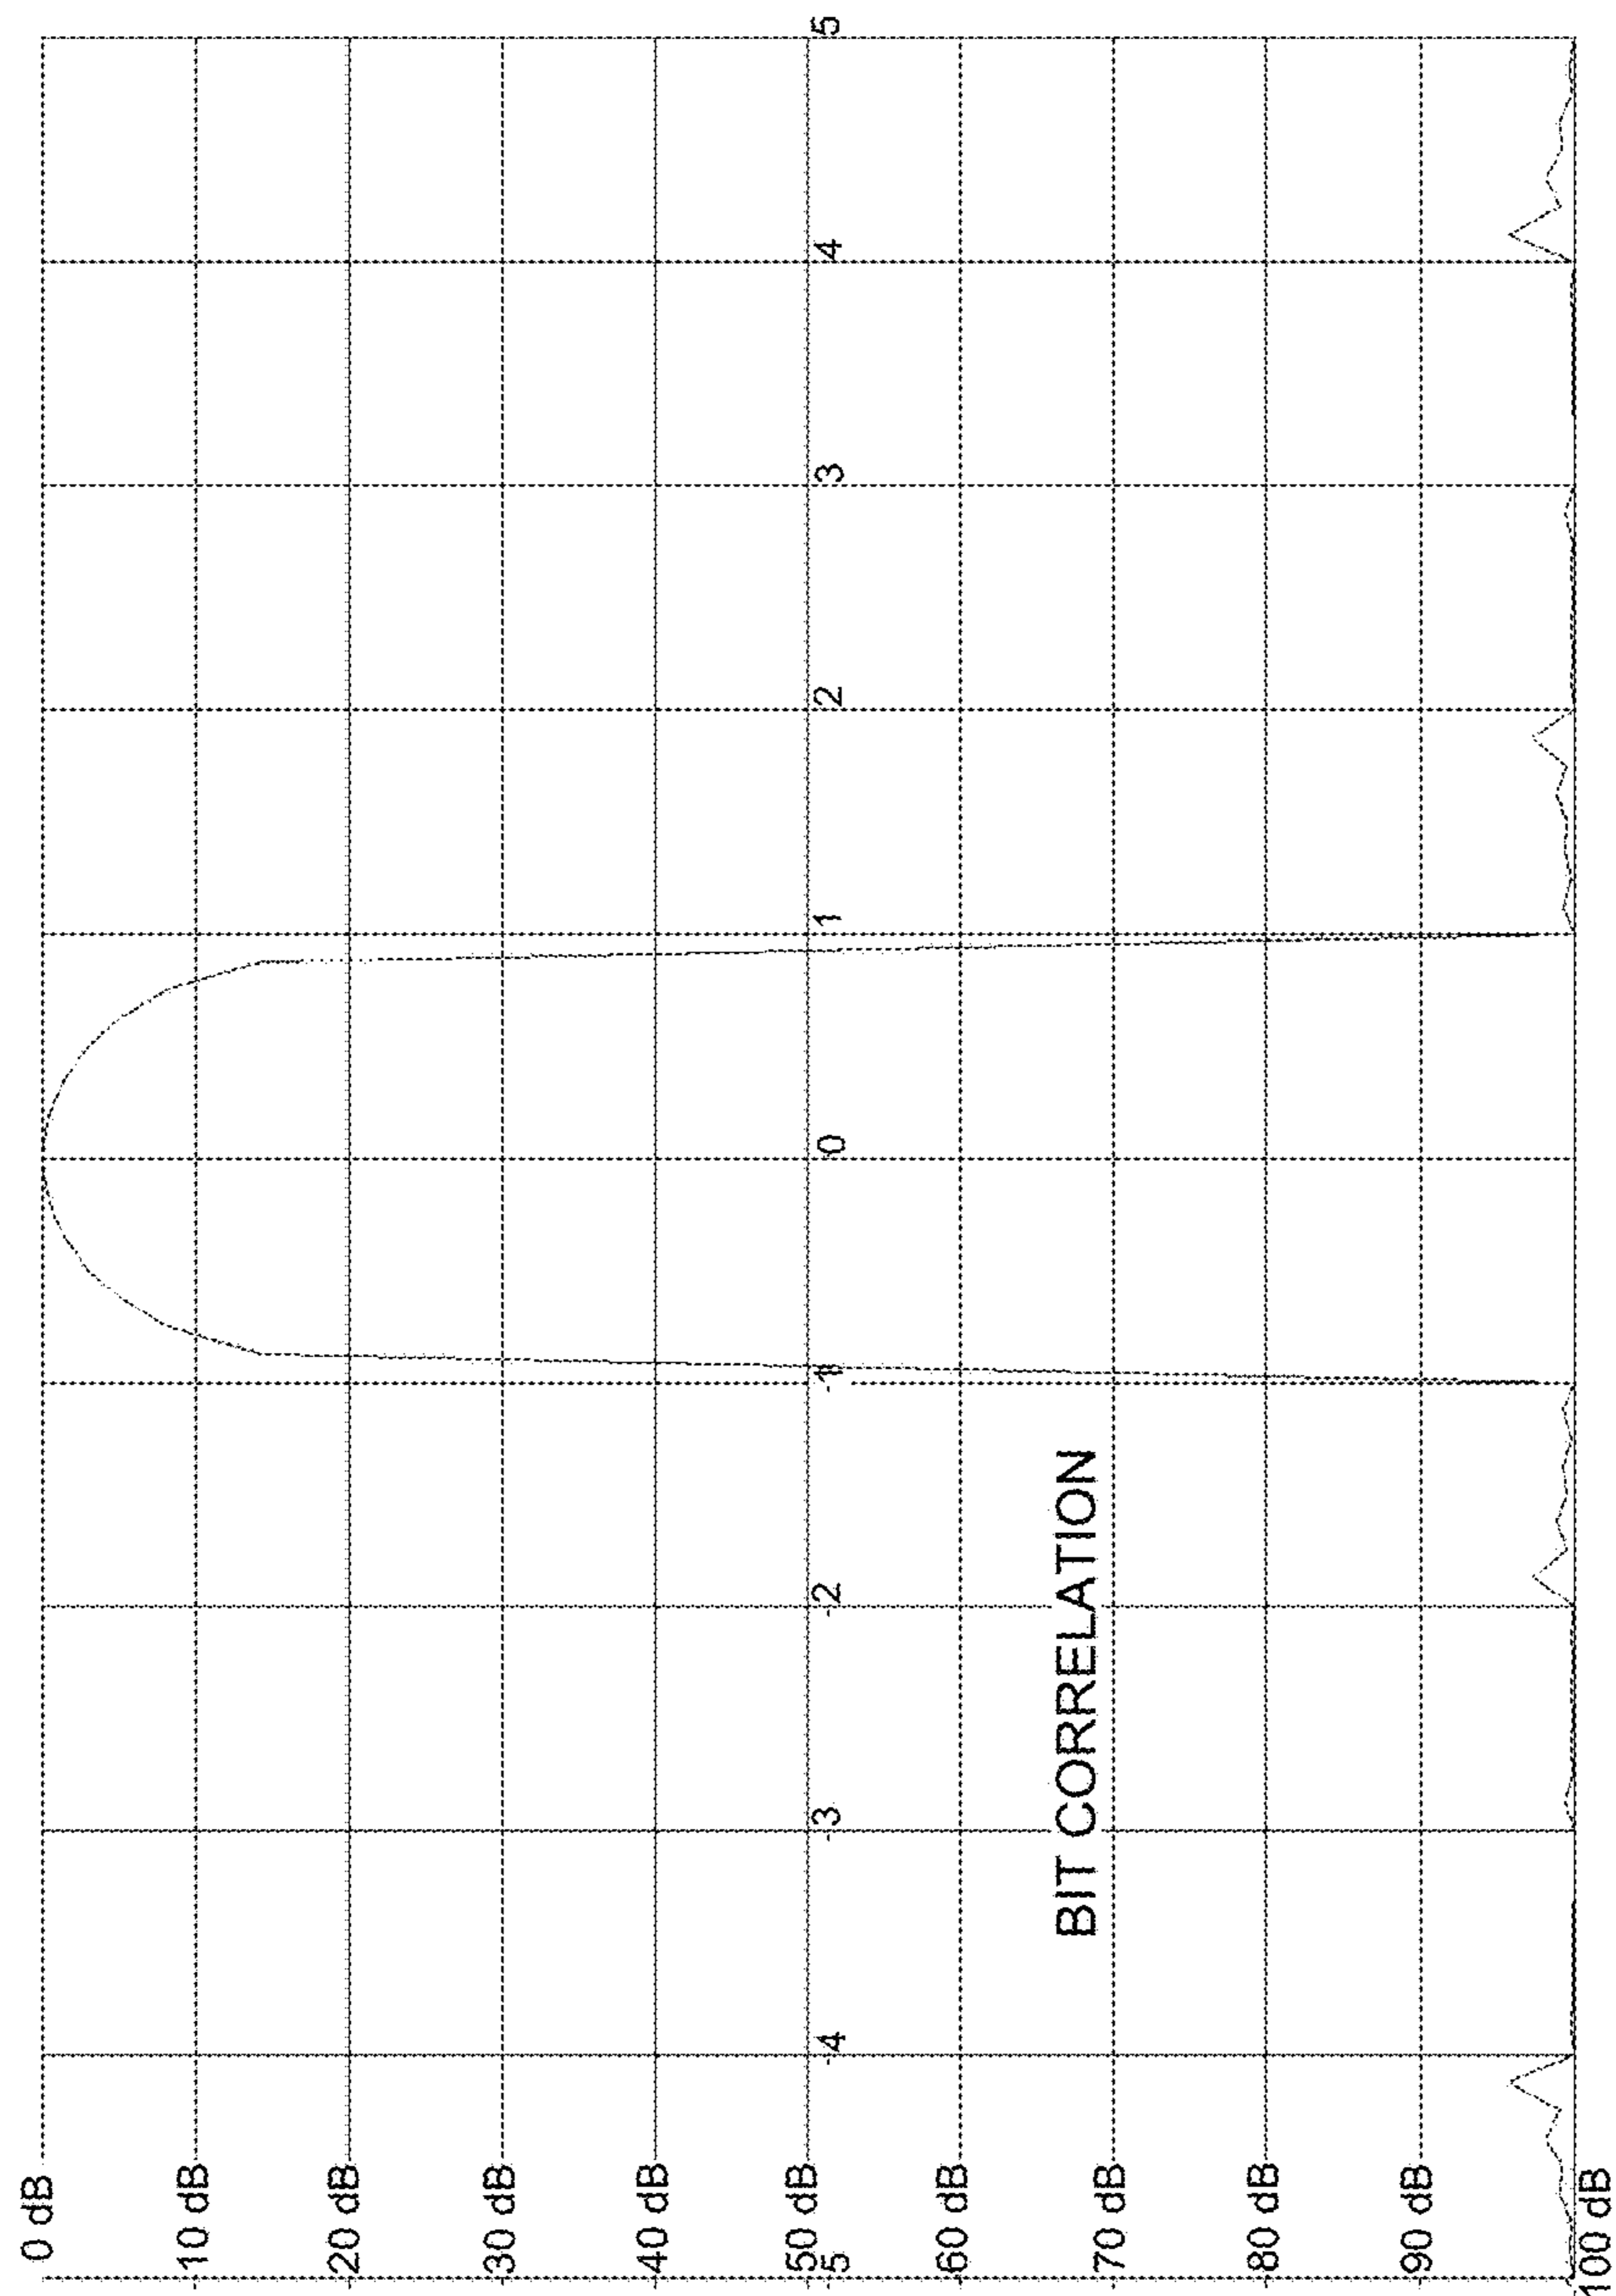 0 dB
10 dB
20 dB
30 dB
40 dB
50 dB
5
-4
-3
-2
-1
0
1
2
3
4
5
60 dB
BIT CORRELATION
70 dB
80 dB
90 dB
100 dB